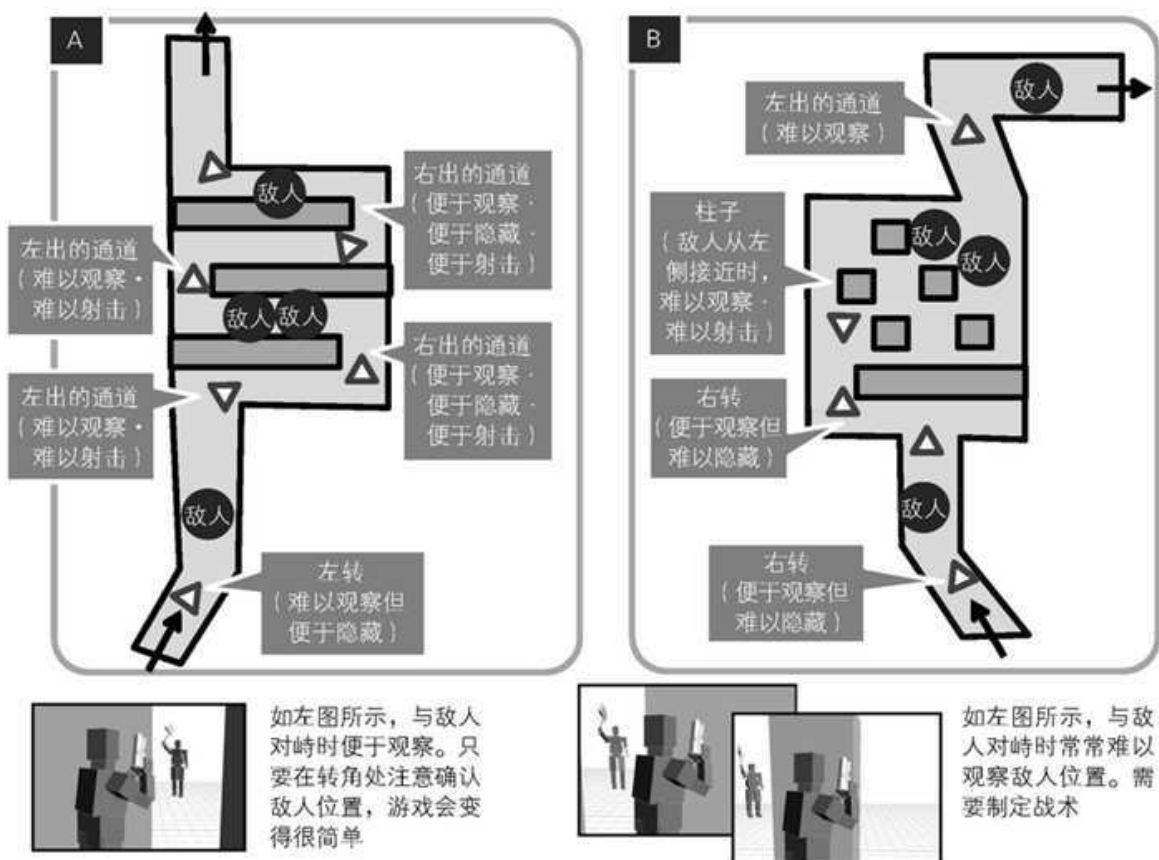 A
敌人
右出的通道
（便于观察·
便于隐藏·
便于射击）
左出的通道
（难以观察·
难以射击）
敌人
敌人
右出的通道
（便于观察·
便于隐藏·
便于射击）
左出的通道
（难以观察·
难以射击）
敌人
左转
（难以观察但
便于隐藏）
如左图所示，与敌人
对峙时便于观察。只
要在转角处注意确认
敌人位置，游戏会变
得很简单
B
敌人
左出的通道
（难以观察）
柱子
（敌人从左
侧接近时，
难以观察·
难以射击）
敌人
敌人
右转
（便于观察但
难以隐藏）
敌人
右转
（便于观察但
难以隐藏）
如左图所示，与敌
人对峙时常常难以
观察敌人位置。需
要制定战术